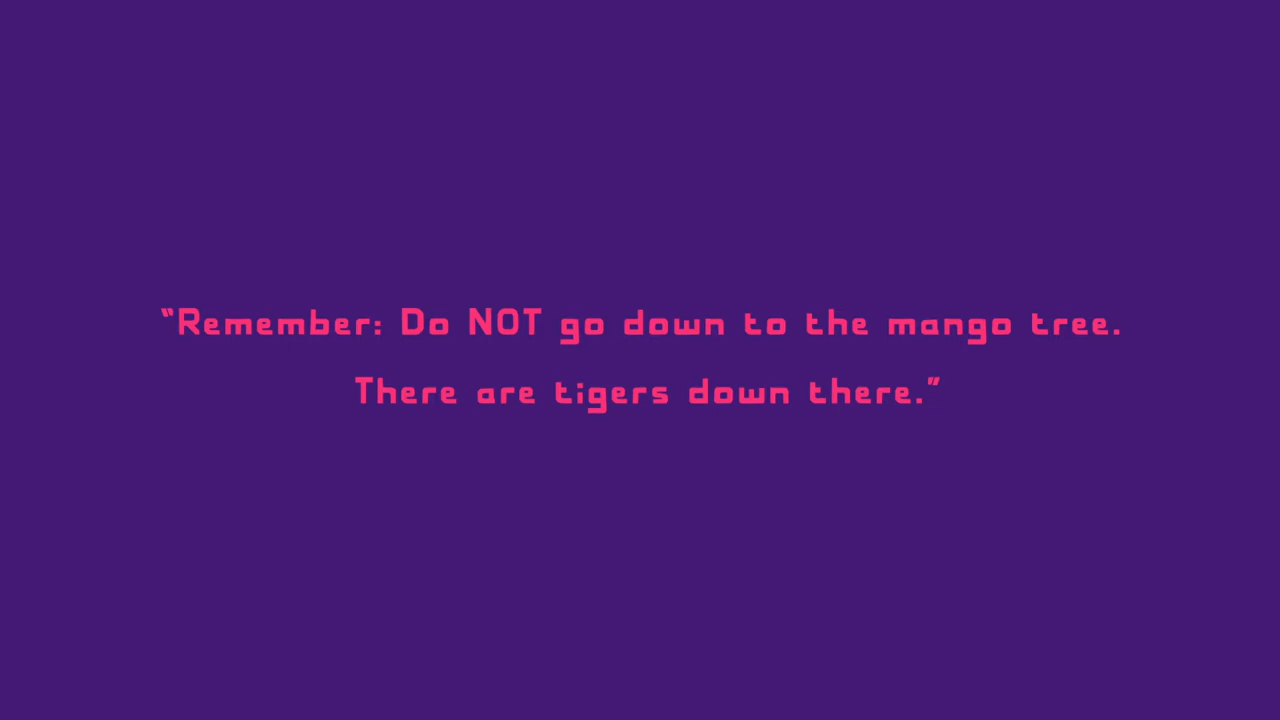 “Remember: Do NOT go down to the mango tree.
There are tigers down there.”